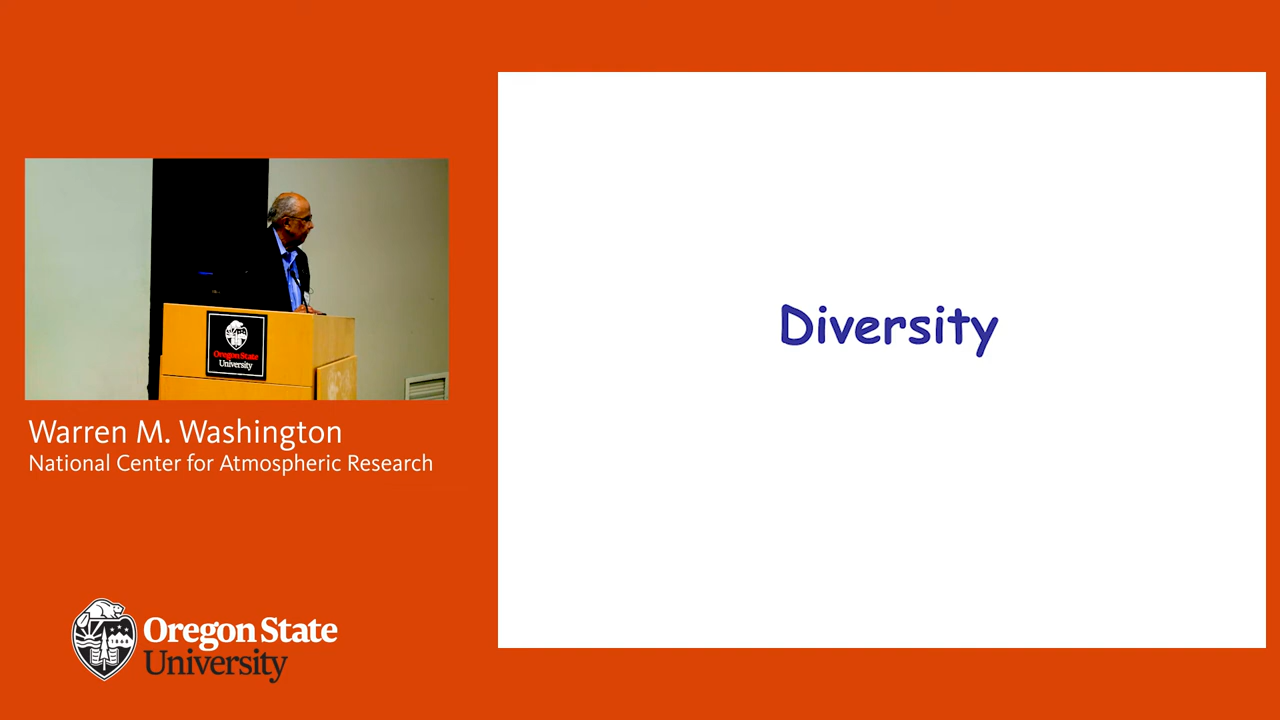 Oregon State
University
Warren M. Washington
National Center for Atmospheric Research
Oregon State
University
Diversity